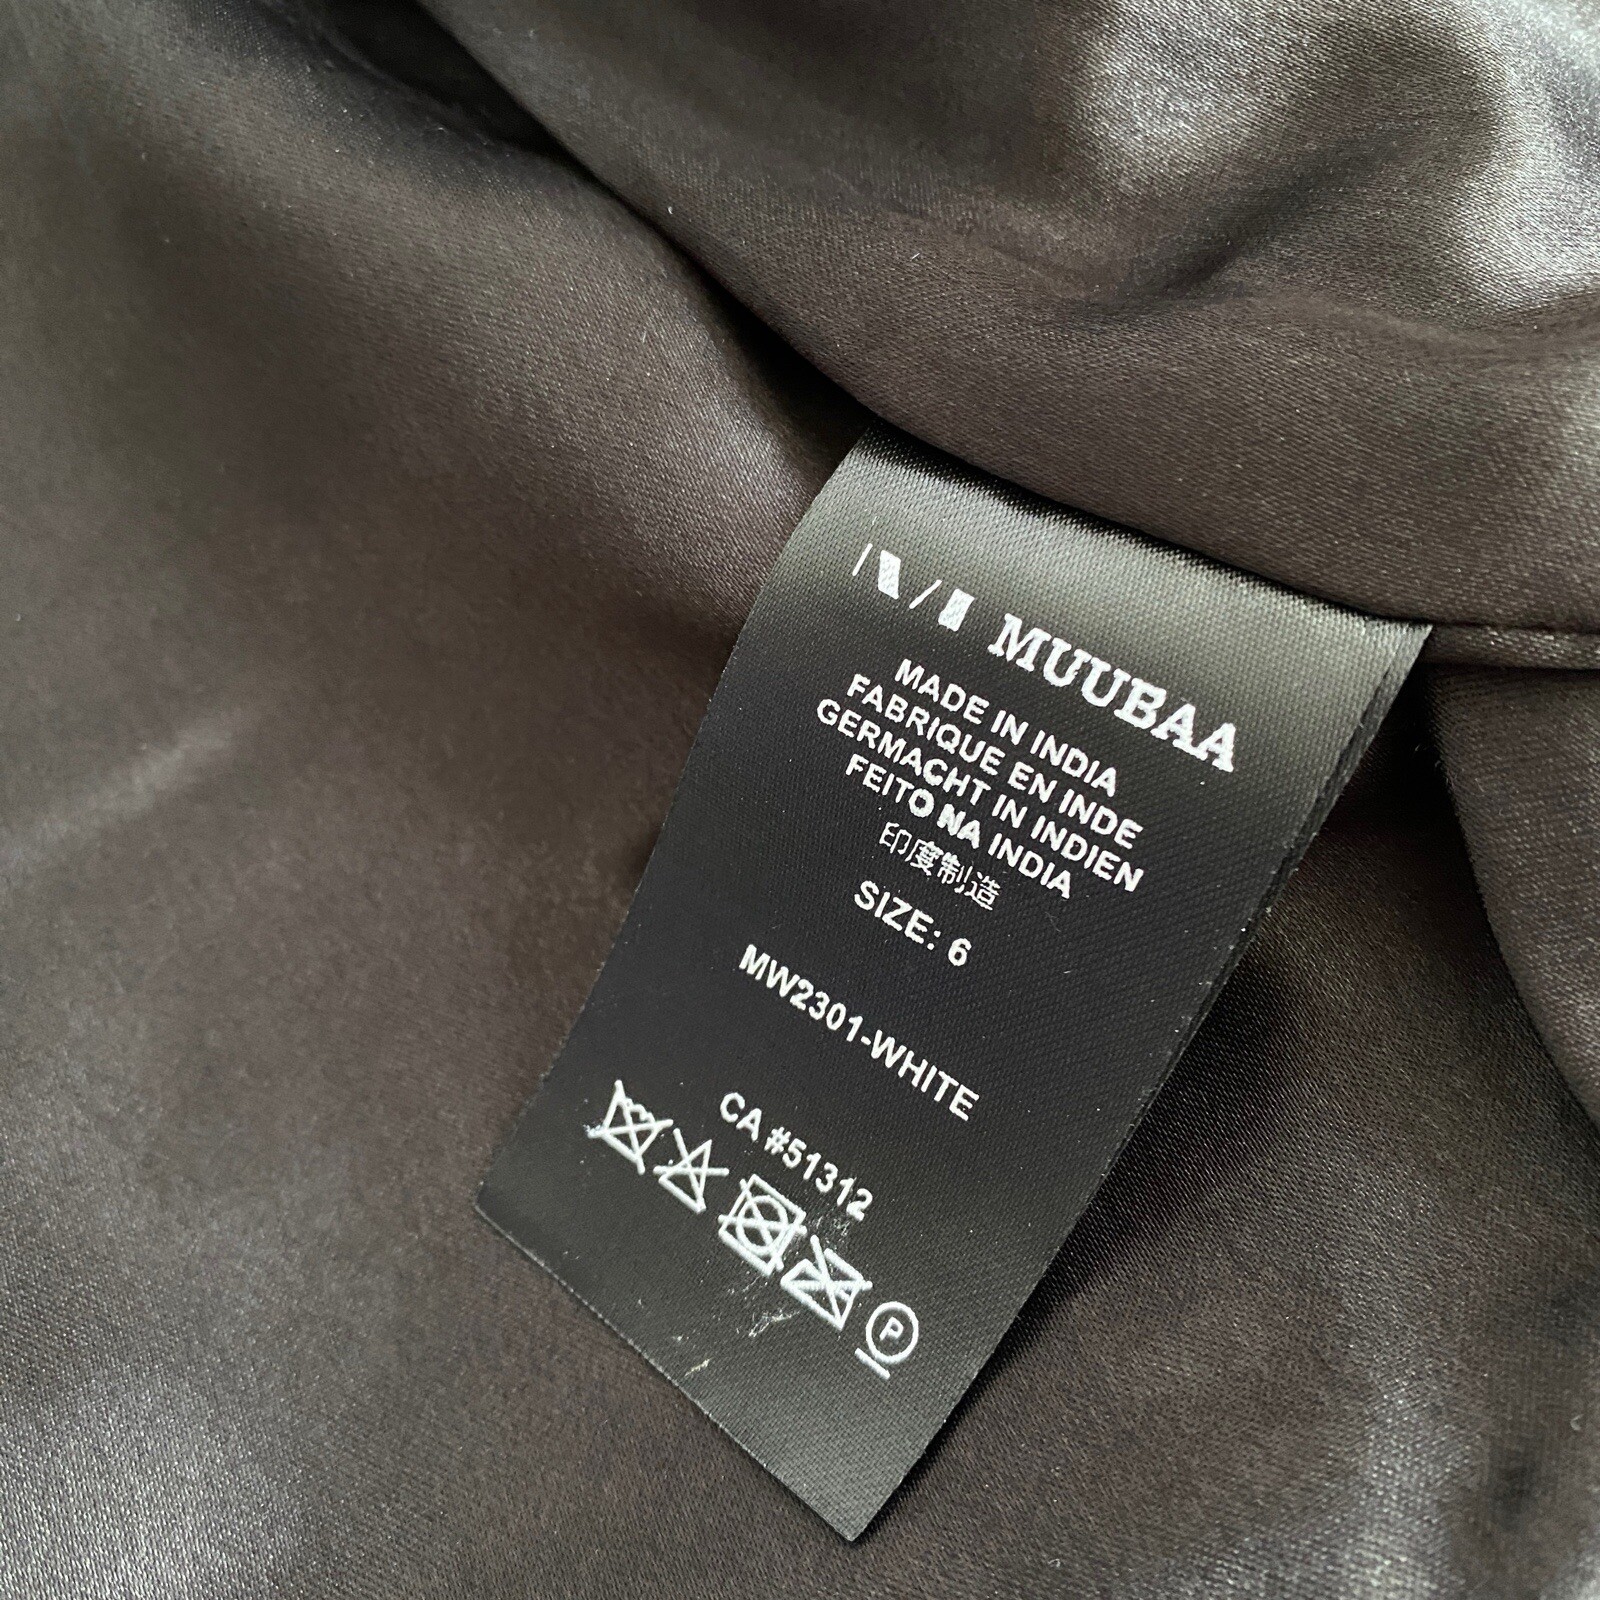 MUUBAA
MADE IN INDIA
FABRIQUE EN INDE
GERMACHT IN INDIEN
FEITO NA INDIA
印度制造
SIZE: 6
MW2301-WHITE
CA #51312
P